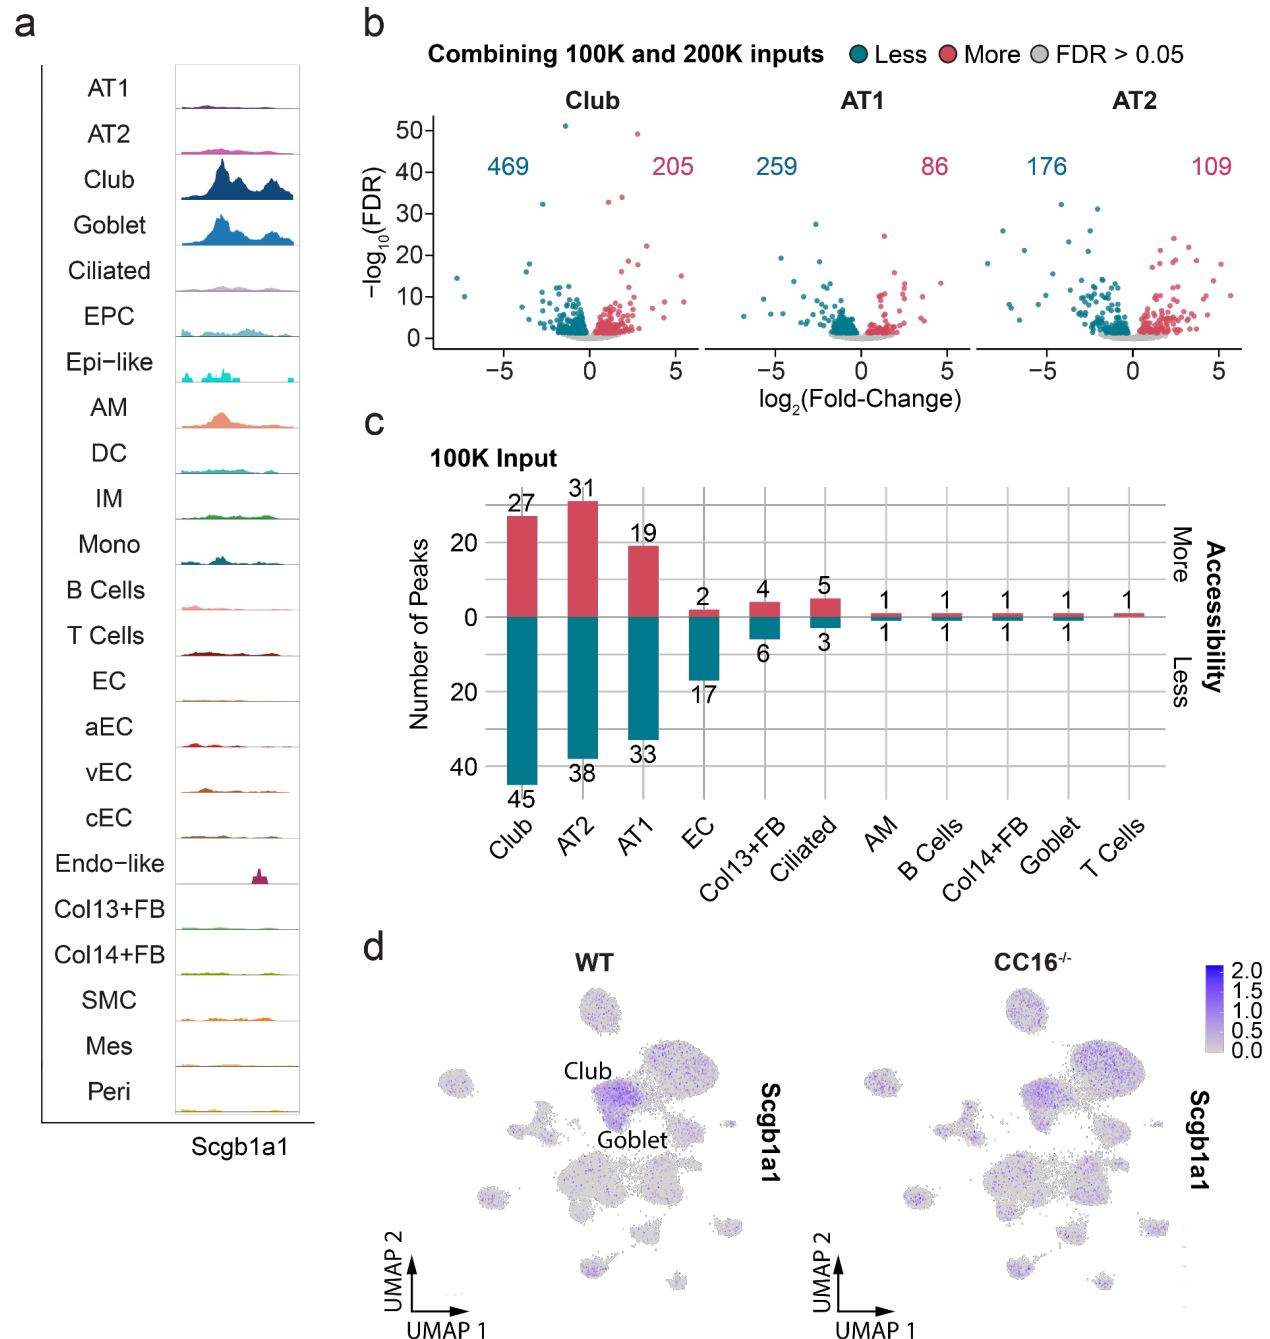 a
AT1
AT2
Club
Goblet
Ciliated
EPC
Epi−like
AM
DC
IM
Mono
B Cells
T Cells
EC
aEC
vEC
cEC
Endo−like
Col13+FB
Col14+FB
SMC
Mes
Peri
Scgb1a1
b
Combining 100K and 200K inputs Less More FDR > 0.05
Club AT1 AT2
−log10(FDR)
50
40
30
20
10
0
469 205 259 86 176 109
−5 0 5 −5 0 5 −5 0 5
log2(Fold-Change)
c
100K Input
Number of Peaks
20
0
20
40
27 31 19 2 4 5 1 1 1 1 1
45 38 33 17 6 3 1 1 1 1
More
Less
Accessibility
Club AT2 AT1 EC Col13+FB Ciliated AM B Cells Col14+FB Goblet T Cells
d
WT CC16-/-
2.0
1.5
1.0
0.5
0.0
Club
Goblet
Scgb1a1
Scgb1a1
UMAP 2
UMAP 1
UMAP 2
UMAP 1